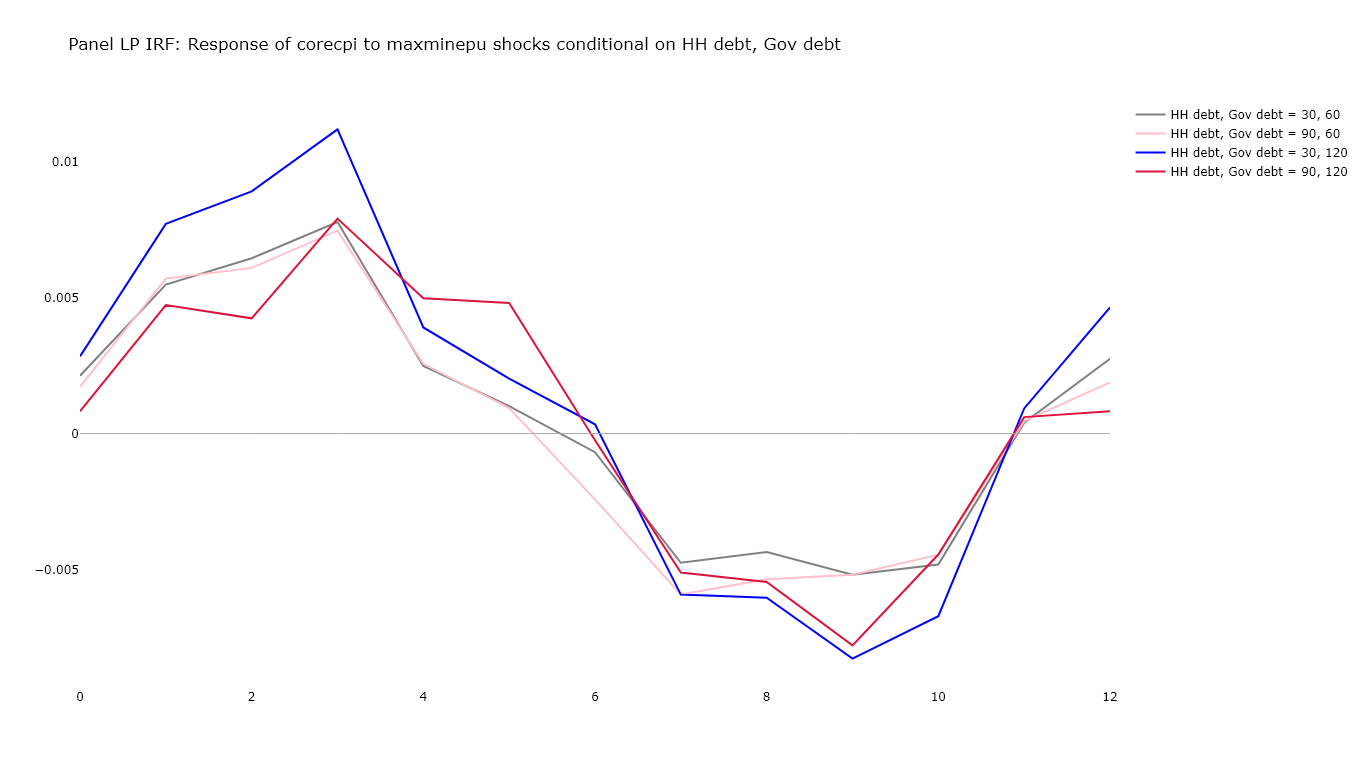 Panel LP IRF: Response of corecpi to maxminepu shocks conditional on HH debt, Gov debt
HH debt, Gov debt = 30, 60
HH debt, Gov debt = 90, 60
HH debt, Gov debt = 30, 120
HH debt, Gov debt = 90, 120
0.01
0.005
0
−0.005
0 2 4 6 8 10 12